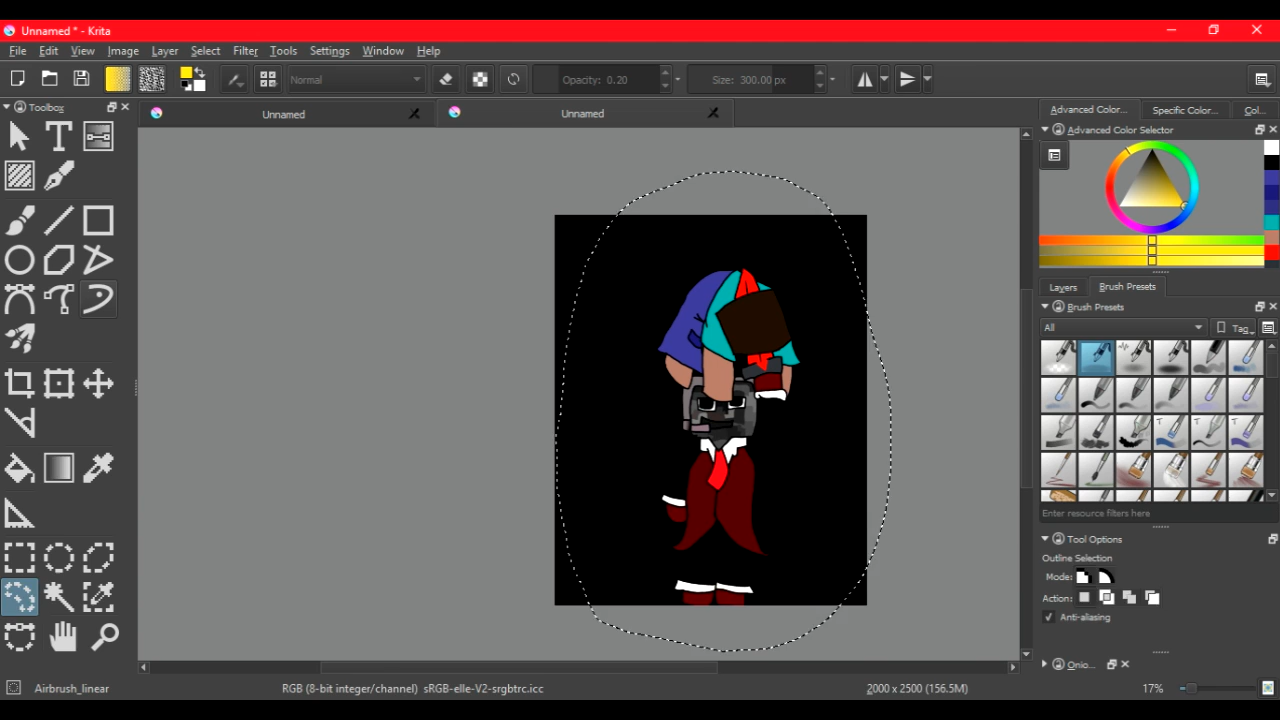 Unnamed * - Krita
File Edit View Image Layer Select Filter Tools Settings Window Help
Normal Opacity: 0.20 Size: 300.00 px
Toolbox
Unnamed Unnamed
Advanced Color... Specific Color... Col...
Advanced Color Selector
Layers Brush Presets
Brush Presets
All Tag
Enter resource filters here
Tool Options
Outline Selection
Mode:
Action:
Anti-aliasing
Onio...
Airbrush_linear RGB (8-bit integer/channel) sRGB-elle-V2-srgbtrc.icc 2000 x 2500 (156.5M) 17%